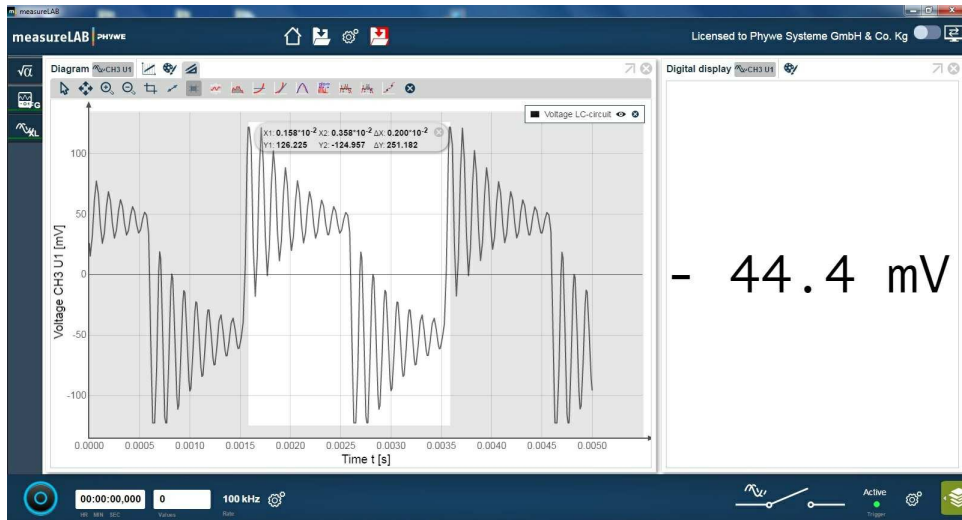 measureLAB
measureLAB PHYWE
Licensed to Phywe Systeme GmbH & Co. Kg
√α
Diagram CH3 U1
Digital display CH3 U1
G
XL
Voltage LC-circuit
X1: 0.158*10⁻² X2: 0.358*10⁻² ΔX: 0.200*10⁻²
Y1: 126.225 Y2: -124.957 ΔY: 251.182
Voltage CH3 U1 [mV]
100
50
0
-50
-100
0.0000 0.0005 0.0010 0.0015 0.0020 0.0025 0.0030 0.0035 0.0040 0.0045 0.0050
Time t [s]
- 44.4 mV
00:00:00,000 0 100 kHz
HR MIN SEC Values Rate
Active
Trigger